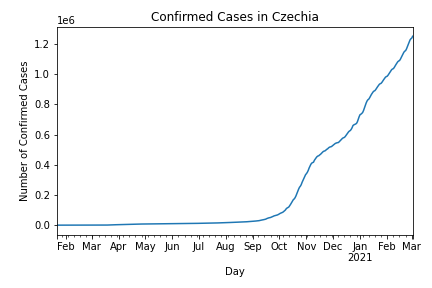 Confirmed Cases in Czechia
1e6
1.2
1.0
0.8
0.6
0.4
0.2
0.0
Number of Confirmed Cases
Feb Mar Apr May Jun Jul Aug Sep Oct Nov Dec Jan Feb Mar
2021
Day